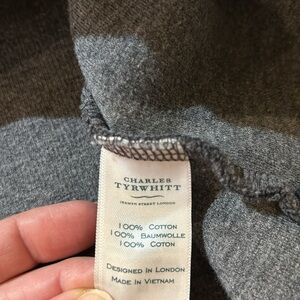 CHARLES
TYRWHITT
JERMYN STREET LONDON
100% COTTON
100% BAUMWOLLE
100% COTON
DESIGNED IN LONDON
MADE IN VIETNAM